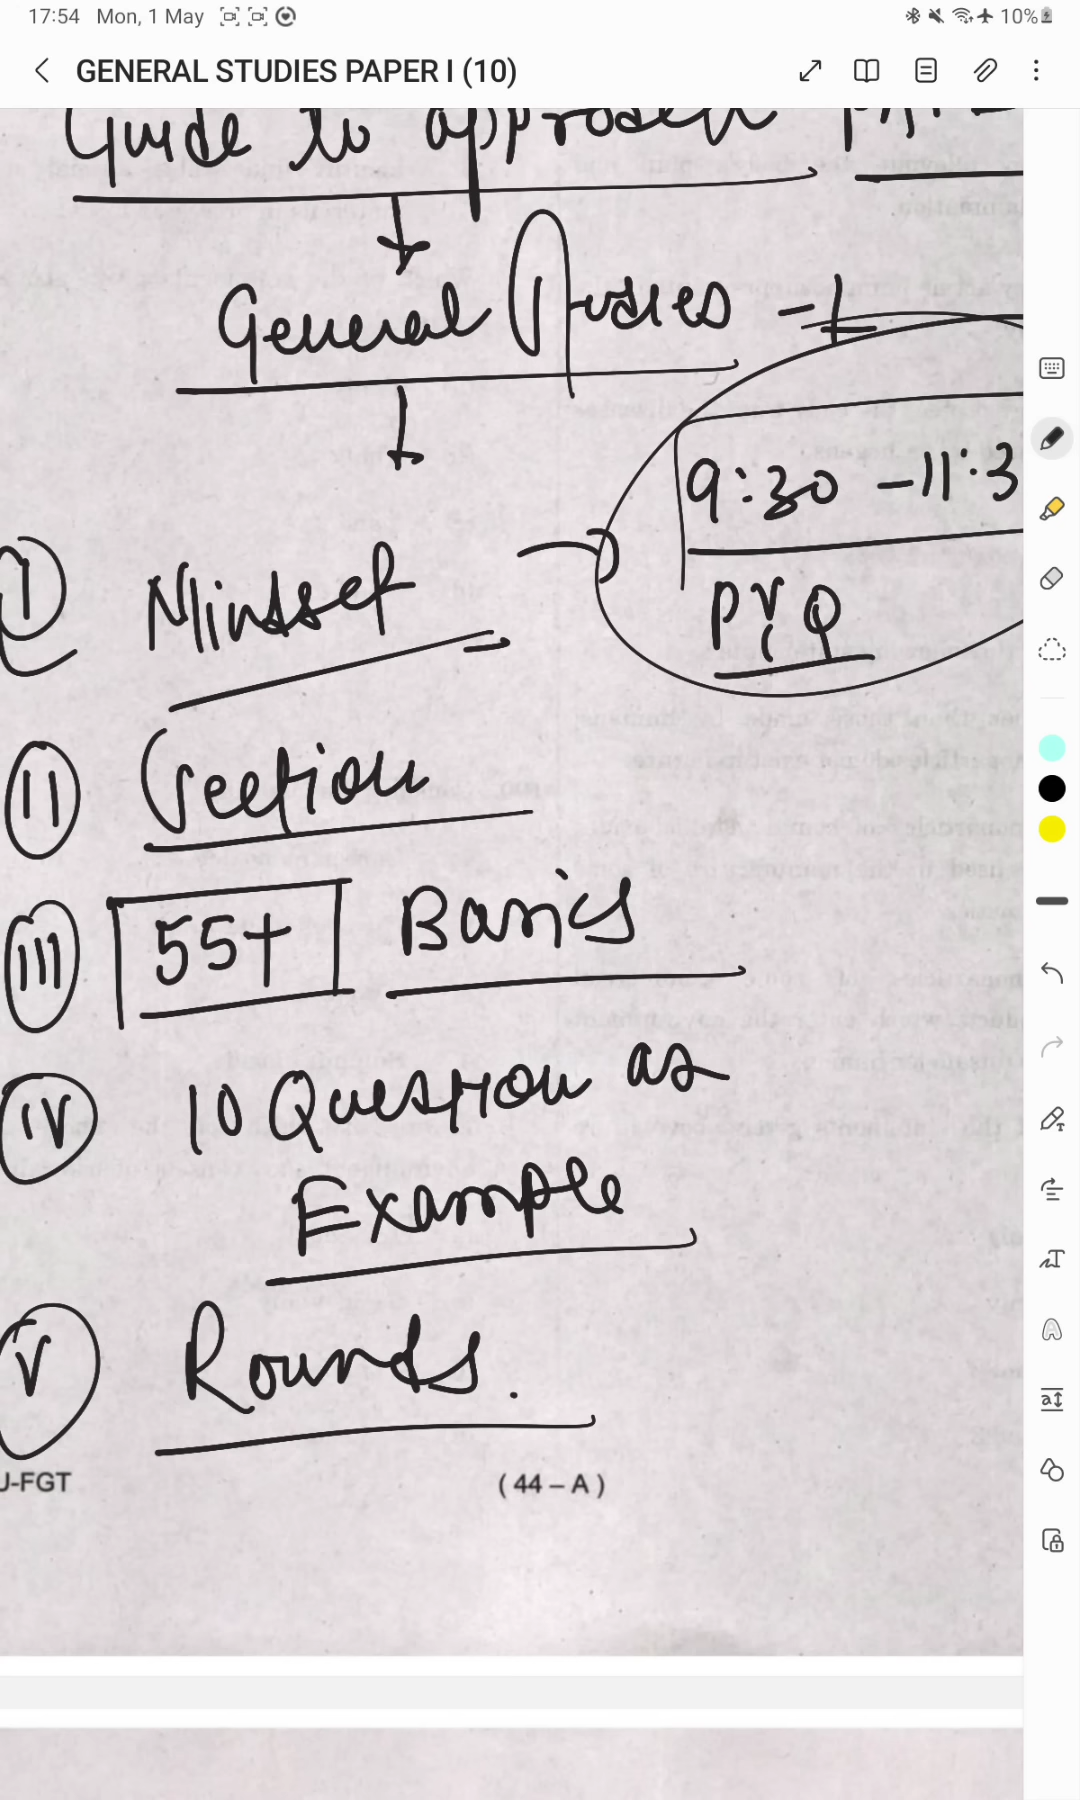 17:54 Mon, 1 May 10%
GENERAL STUDIES PAPER I (10)
Guide to approach
General Studies - I
9:30 - 11:3
PYQ
I Mindset
II Section
III 55+ Basics
IV 10 Question as
Example
V Rounds.
J-FGT ( 44 – A )